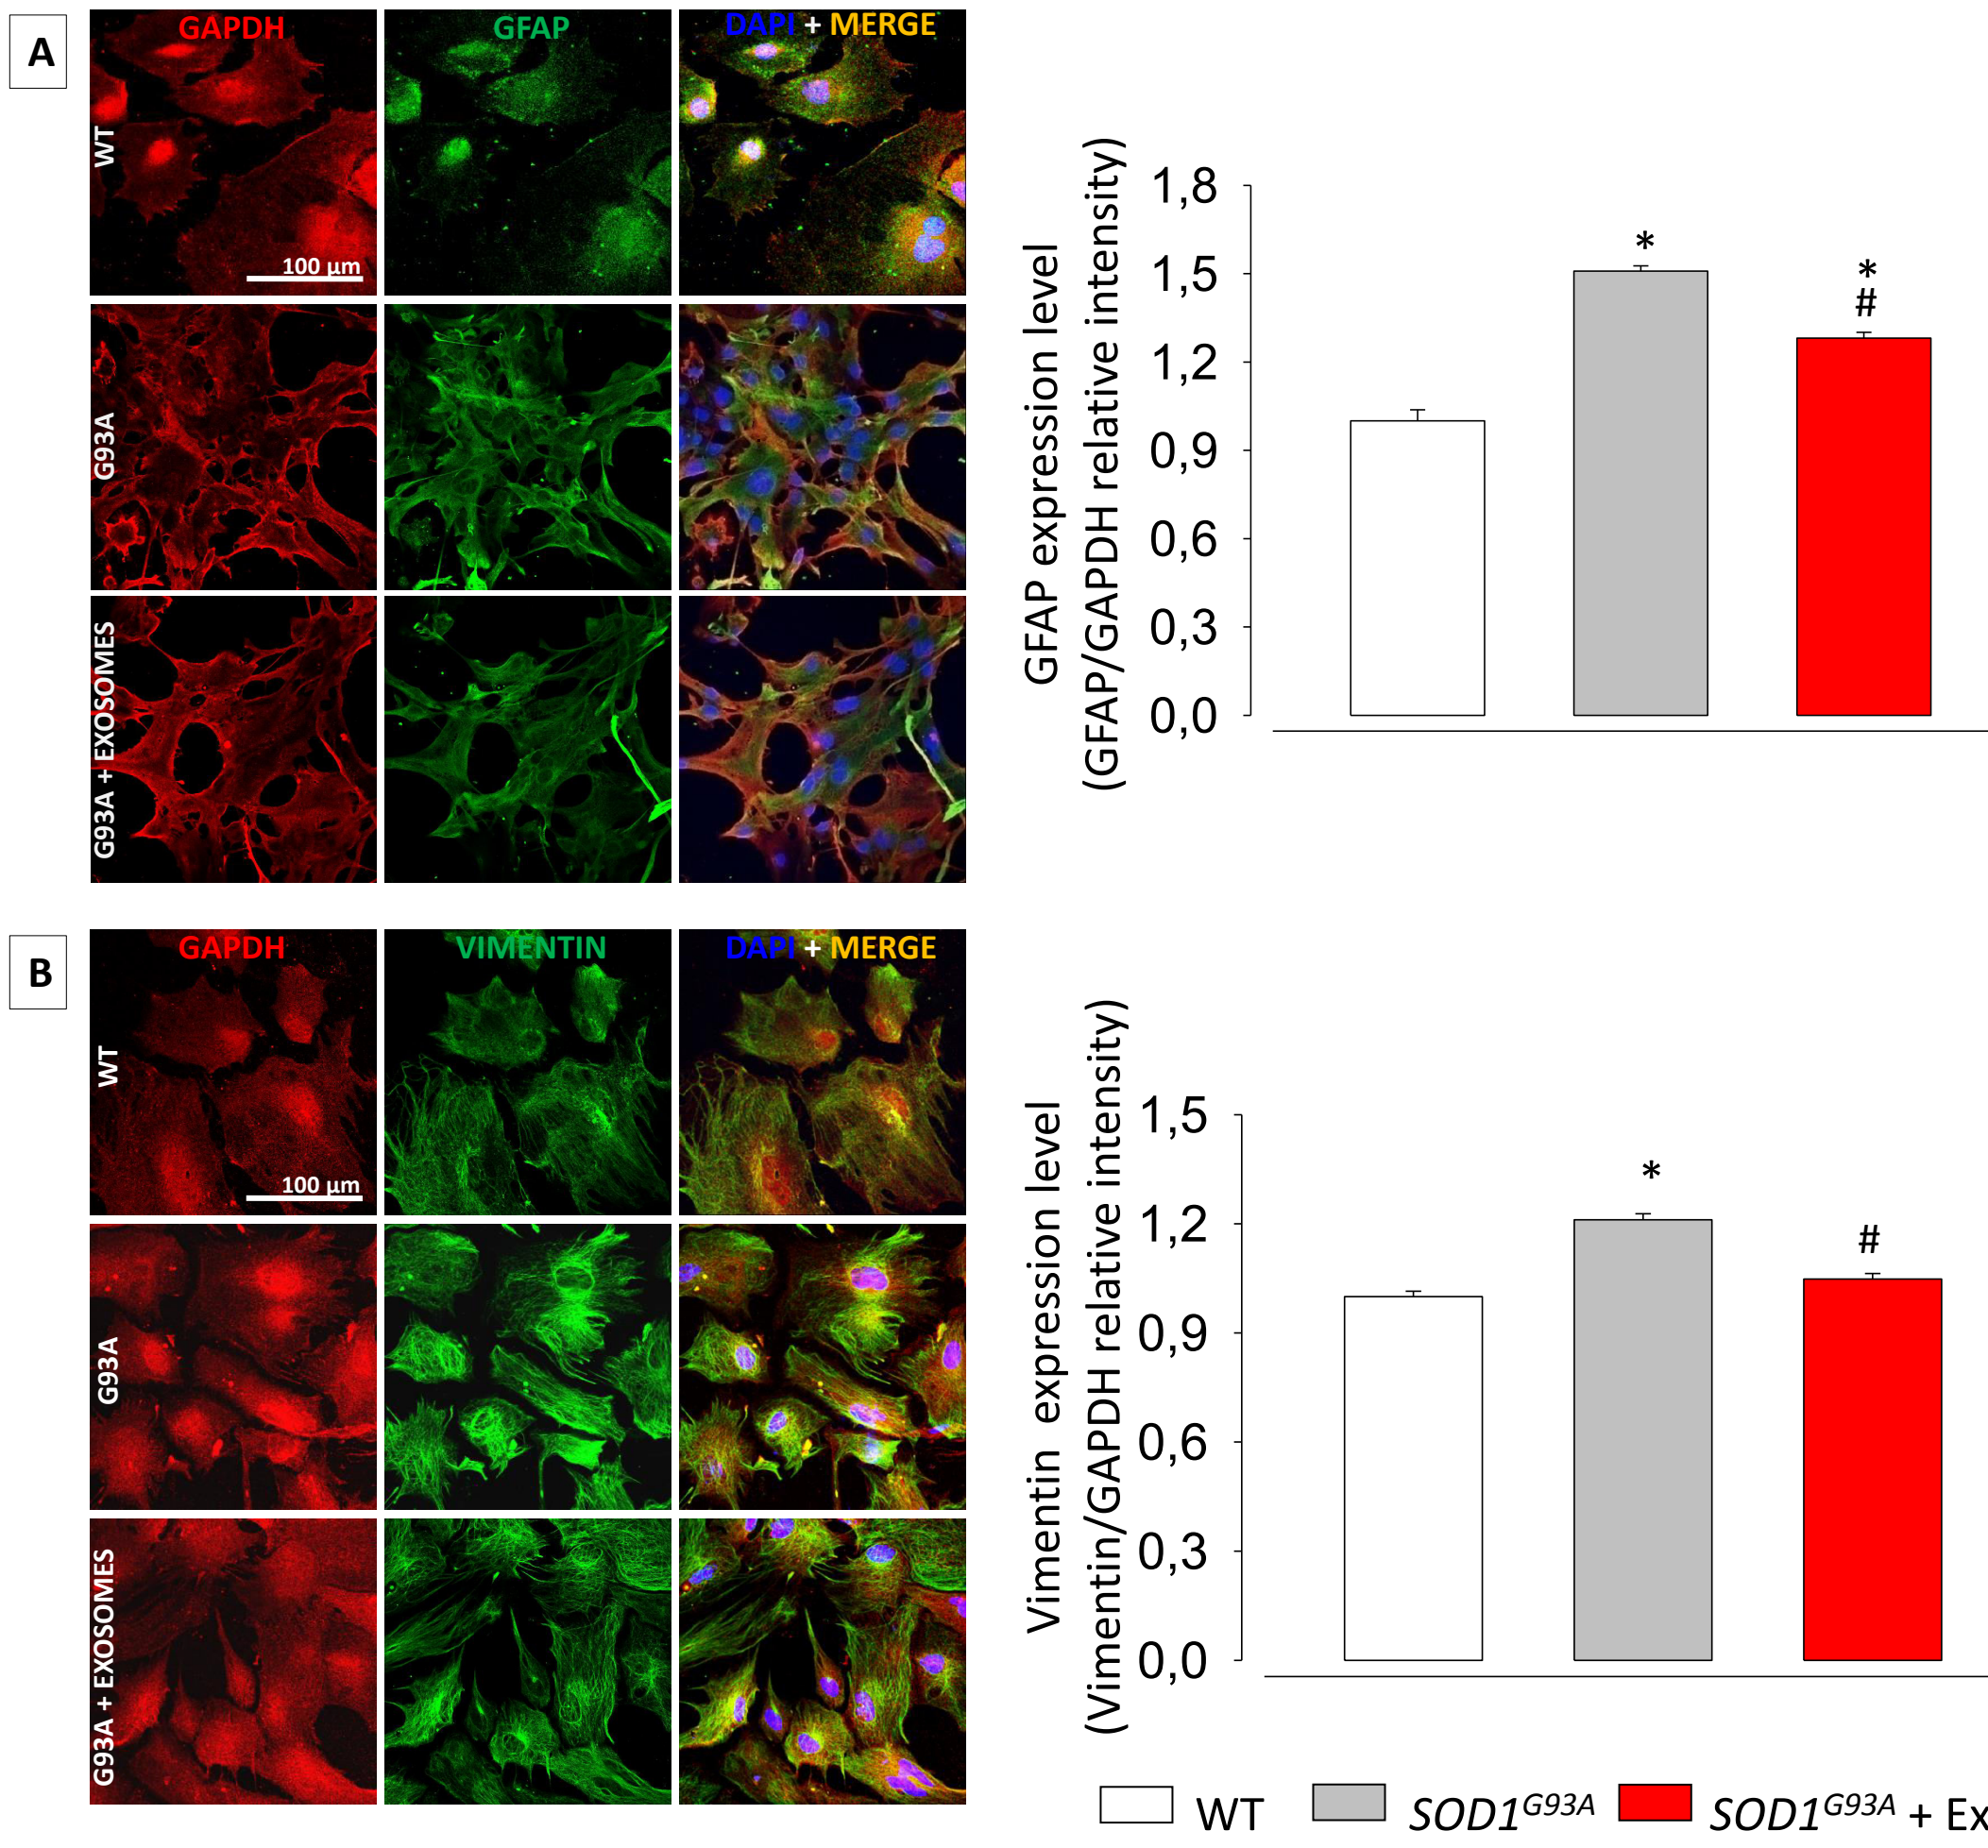 A
GAPDH
GFAP
DAPI + MERGE
WT
100 µm
G93A
G93A + EXOSOMES
GFAP expression level
(GFAP/GAPDH relative intensity)
1,8
1,5
1,2
0,9
0,6
0,3
0,0
*
*
#
B
GAPDH
VIMENTIN
DAPI + MERGE
WT
100 µm
G93A
G93A + EXOSOMES
Vimentin expression level
(Vimentin/GAPDH relative intensity)
1,5
1,2
0,9
0,6
0,3
0,0
*
#
WT
SOD1G93A
SOD1G93A + Ex